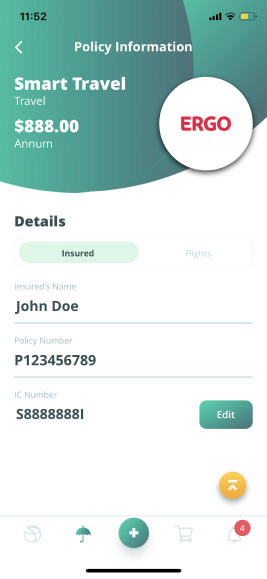 11:52
Policy Information
Smart Travel
Travel
$888.00
Annum
ERGO
Details
Insured Flights
Insured's Name
John Doe
Policy Number
P123456789
IC Number
S8888888I
Edit
4